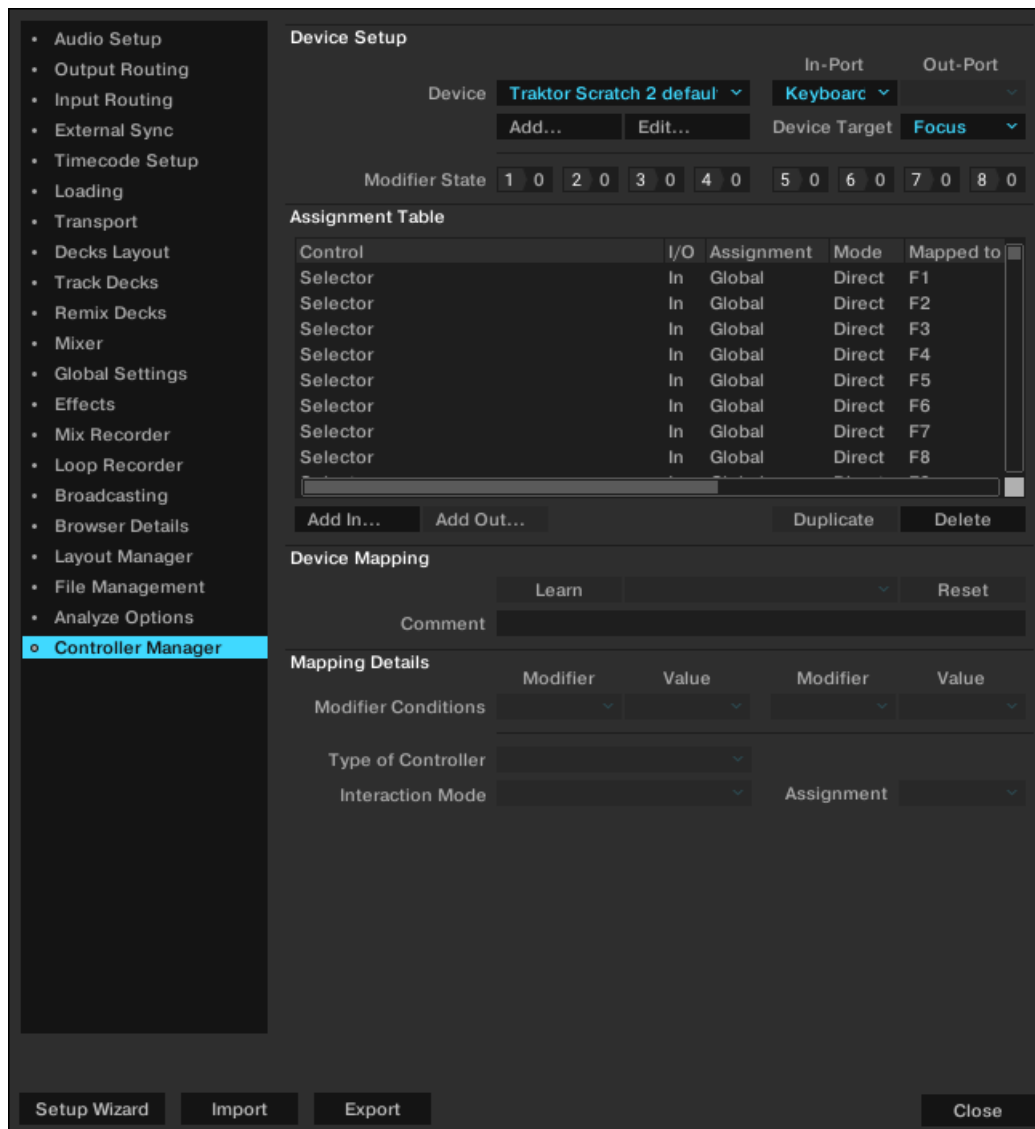 Audio Setup
Output Routing
Input Routing
External Sync
Timecode Setup
Loading
Transport
Decks Layout
Track Decks
Remix Decks
Mixer
Global Settings
Effects
Mix Recorder
Loop Recorder
Broadcasting
Browser Details
Layout Manager
File Management
Analyze Options
Controller Manager
Device Setup
In-Port Out-Port
Device Traktor Scratch 2 defaul Keyboarc
Add... Edit... Device Target Focus
Modifier State 1 0 2 0 3 0 4 0 5 0 6 0 7 0 8 0
Assignment Table
Control I/O Assignment Mode Mapped to
Selector In Global Direct F1
Selector In Global Direct F2
Selector In Global Direct F3
Selector In Global Direct F4
Selector In Global Direct F5
Selector In Global Direct F6
Selector In Global Direct F7
Selector In Global Direct F8
Add In... Add Out... Duplicate Delete
Device Mapping
Learn Reset
Comment
Mapping Details
Modifier Value Modifier Value
Modifier Conditions
Type of Controller
Interaction Mode Assignment
Setup Wizard Import Export Close